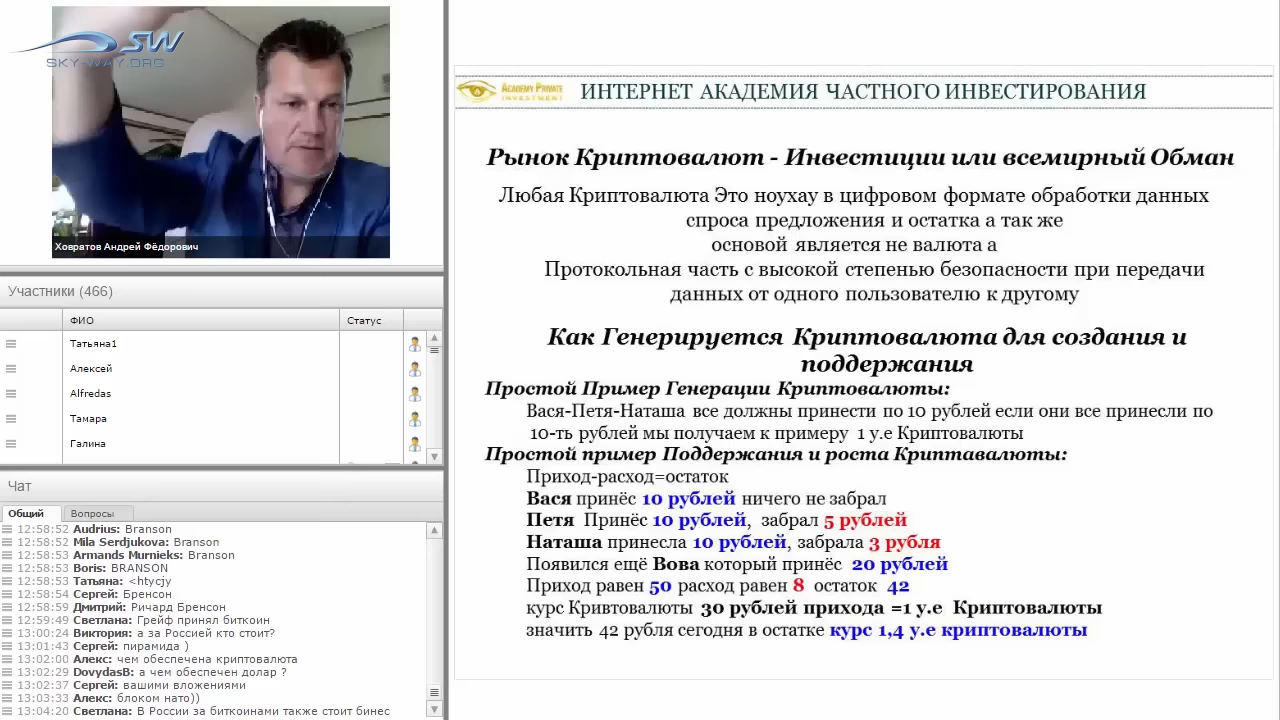 SW
SKY-WAY.ORG
Ховратов Андрей Фёдорович
Участники (466)
ФИО
Статус
Татьяна1
Алексей
Alfredas
Тамара
Галина
Чат
Общий
Вопросы
12:58:52 Audrius: Branson
12:58:52 Mila Serdjukova: Branson
12:58:53 Armands Murnieks: Branson
12:58:53 Boris: BRANSON
12:58:53 Татьяна: <htycjy
12:58:54 Сергей: Бренсон
12:58:59 Дмитрий: Ричард Бренсон
12:59:49 Светлана: Грейф принял биткоин
13:00:24 Виктория: а за Россией кто стоит?
13:01:43 Сергей: пирамида )
13:02:00 Алекс: чем обеспечена криптовалюта
13:02:29 DovydasB: а чем обеспечен долар ?
13:02:37 Сергей: вашими вложениями
13:03:33 Алекс: блоком нато))
13:04:20 Светлана: В России за биткоинами также стоит бинес
ACADEMY PRIVATE
INVESTMENT
ИНТЕРНЕТ АКАДЕМИЯ ЧАСТНОГО ИНВЕСТИРОВАНИЯ
Рынок Криптовалют - Инвестиции или всемирный Обман
Любая Криптовалюта Это ноухау в цифровом формате обработки данных
спроса предложения и остатка а так же
основой является не валюта а
Протокольная часть с высокой степенью безопасности при передачи
данных от одного пользователю к другому
Как Генерируется Криптовалюта для создания и
поддержания
Простой Пример Генерации Криптовалюты:
Вася-Петя-Наташа все должны принести по 10 рублей если они все принесли по
10-ть рублей мы получаем к примеру 1 у.е Криптовалюты
Простой пример Поддержания и роста Криптавалюты:
Приход-расход=остаток
Вася принёс 10 рублей ничего не забрал
Петя Принёс 10 рублей, забрал 5 рублей
Наташа принесла 10 рублей, забрала 3 рубля
Появился ещё Вова который принёс 20 рублей
Приход равен 50 расход равен 8 остаток 42
курс Кривтовалюты 30 рублей прихода =1 у.е Криптовалюты
значить 42 рубля сегодня в остатке курс 1,4 у.е криптовалюты